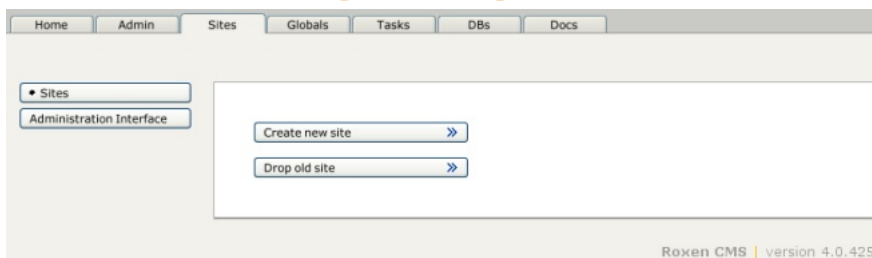 Home Admin Sites Globals Tasks DBs Docs
• Sites
Administration Interface
Create new site »
Drop old site »
Roxen CMS | version 4.0.425